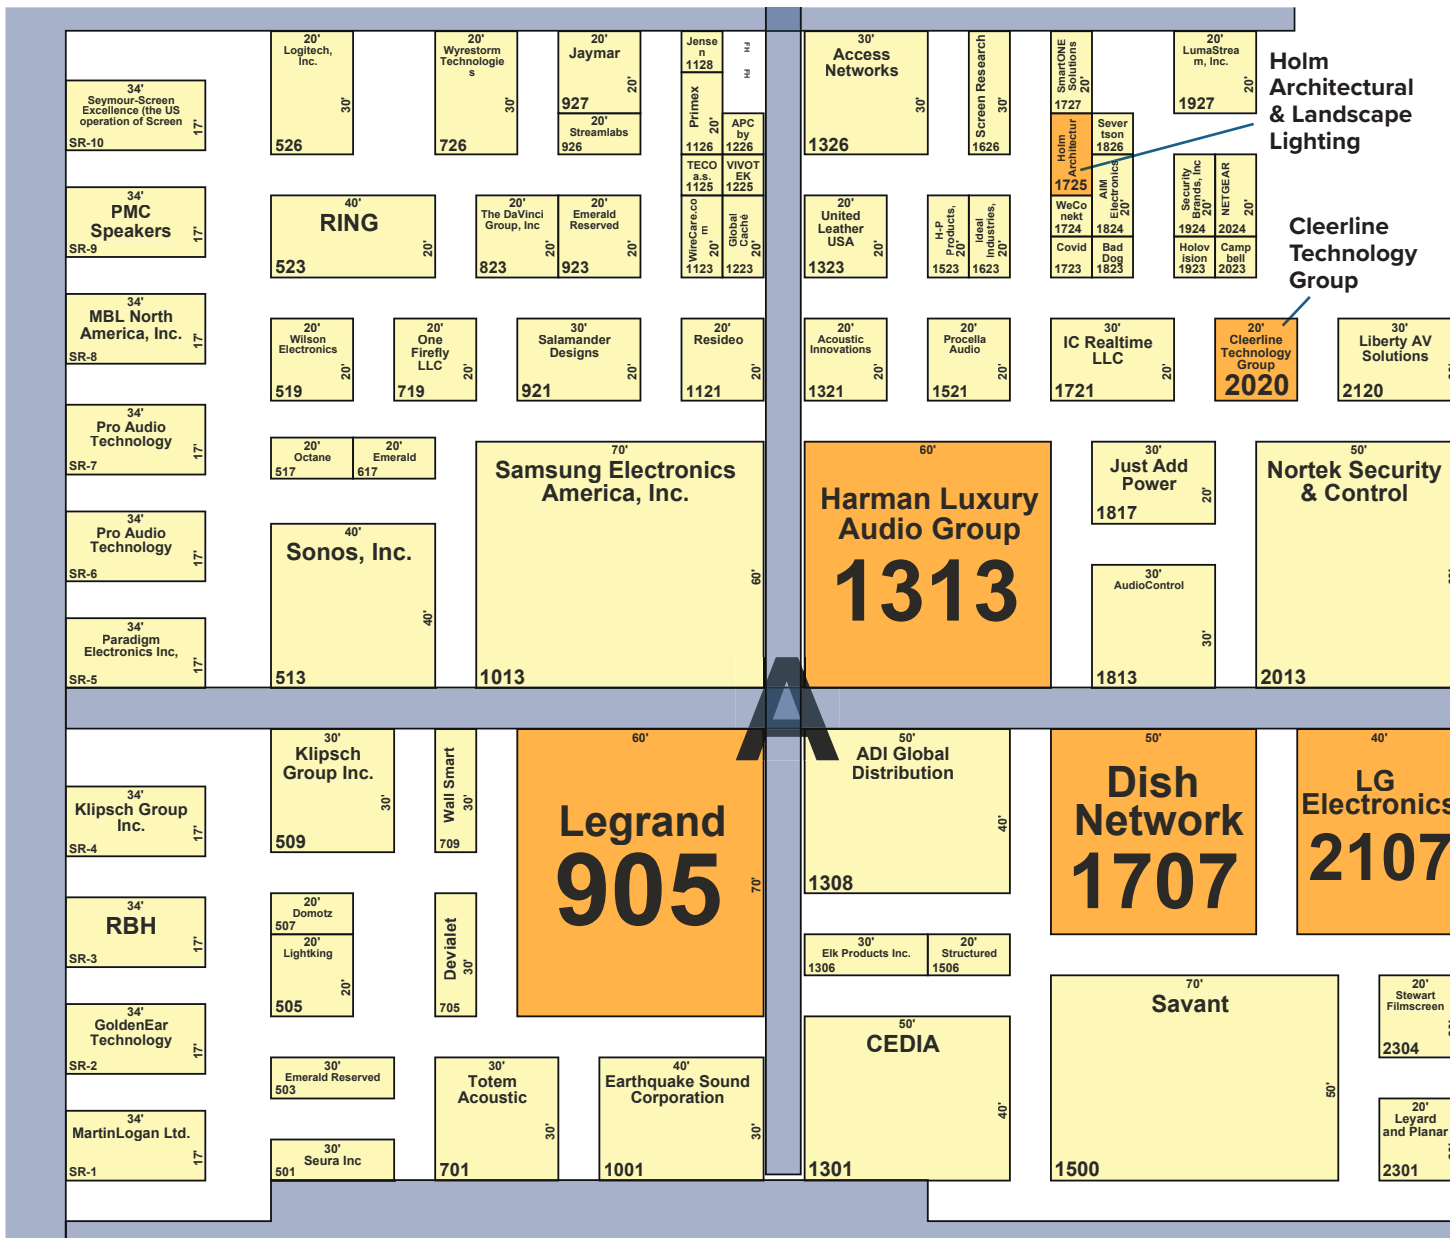 34'
Seymour-Screen
Excellence (the US
operation of Screen
17'
SR-10
34'
PMC
Speakers
17'
SR-9
34'
MBL North
America, Inc.
17'
SR-8
34'
Pro Audio
Technology
17'
SR-7
34'
Pro Audio
Technology
17'
SR-6
34'
Paradigm
Electronics Inc,
17'
SR-5
34'
Klipsch Group
Inc.
17'
SR-4
34'
RBH
17'
SR-3
34'
GoldenEar
Technology
17'
SR-2
34'
MartinLogan Ltd.
17'
SR-1
20'
Logitech,
Inc.
30'
526
20'
Wyrestorm
Technologie
s
30'
726
20'
Jaymar
20'
927
20'
Streamlabs
926
Jense
n
1128
FH
FH
Primex
20'
1126
APC
by
1226
TECO
a.s.
1125
VIVOT
EK
1225
WireCare.co
m
20'
1123
Global
Caché
20'
1223
40'
RING
20'
523
20'
The DaVinci
Group, Inc
20'
823
20'
Emerald
Reserved
20'
923
20'
Wilson
Electronics
20'
519
20'
One
Firefly
LLC
20'
719
30'
Salamander
Designs
20'
921
20'
Resideo
20'
1121
20'
Octane
517
20'
Emerald
617
70'
Samsung Electronics
America, Inc.
60'
1013
40'
Sonos, Inc.
40'
513
30'
Access
Networks
30'
1326
Screen Research
30'
1626
SmartONE
Solutions
20'
1727
Holm
Architectur
1725
Sever
tson
1826
AIM
Electronics
20'
1824
WeCo
nekt
1724
Covid
1723
Bad
Dog
1823
20'
LumaStrea
m, Inc.
20'
1927
Security
Brands, Inc
20'
1924
NETGEAR
20'
2024
Holov
ision
1923
Camp
bell
2023
Holm
Architectural
& Landscape
Lighting
Cleerline
Technology
Group
20'
United
Leather
USA
20'
1323
H-P
Products,
20'
1523
Ideal
Industries,
20'
1623
20'
Acoustic
Innovations
20'
1321
20'
Procella
Audio
20'
1521
30'
IC Realtime
LLC
20'
1721
20'
Cleerline
Technology
Group
2020
30'
Liberty AV
Solutions
2120
60'
Harman Luxury
Audio Group
1313
30'
Just Add
Power
20'
1817
30'
AudioControl
30'
1813
50'
Nortek Security
& Control
2013
A
30'
Klipsch
Group Inc.
30'
509
Wall Smart
30'
709
60'
Legrand
905
70'
20'
Domotz
507
20'
Lightking
20'
505
Devialet
30'
705
30'
Emerald Reserved
503
30'
Seura Inc
501
30'
Totem
Acoustic
30'
701
40'
Earthquake Sound
Corporation
30'
1001
50'
ADI Global
Distribution
40'
1308
30'
Elk Products Inc.
1306
20'
Structured
1506
50'
CEDIA
40'
1301
50'
Dish
Network
1707
40'
LG
Electronics
2107
70'
Savant
50'
1500
20'
Stewart
Filmscreen
2304
20'
Leyard
and Planar
2301